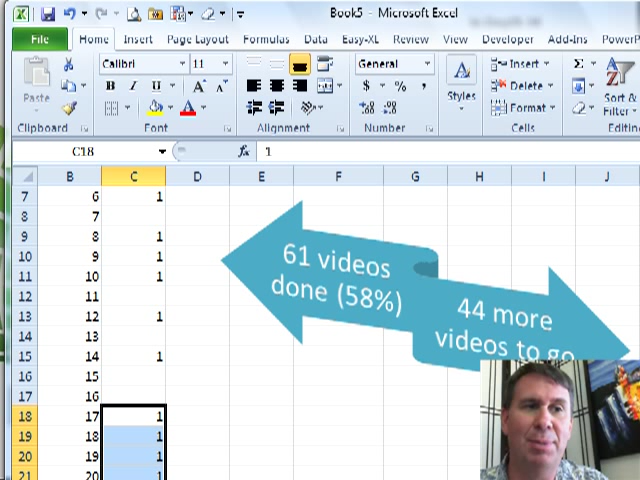 Book5 - Microsoft Excel
File Home Insert Page Layout Formulas Data Easy-XL Review View Developer Add-Ins PowerP
Calibri 11 General Insert
Paste B I U A A $ % , Styles Delete Sort &
Format Filter
Clipboard Font Alignment Number Cells Editin
C18 fx 1
B C D E F G H I J
7 6 1
8 7
9 8 1
10 9 1
11 10 1
12 11
13 12 1
14 13
15 14 1
16 15
17 16
18 17 1
19 18 1
20 19 1
21 20 1
61 videos
done (58%)
44 more
videos to go